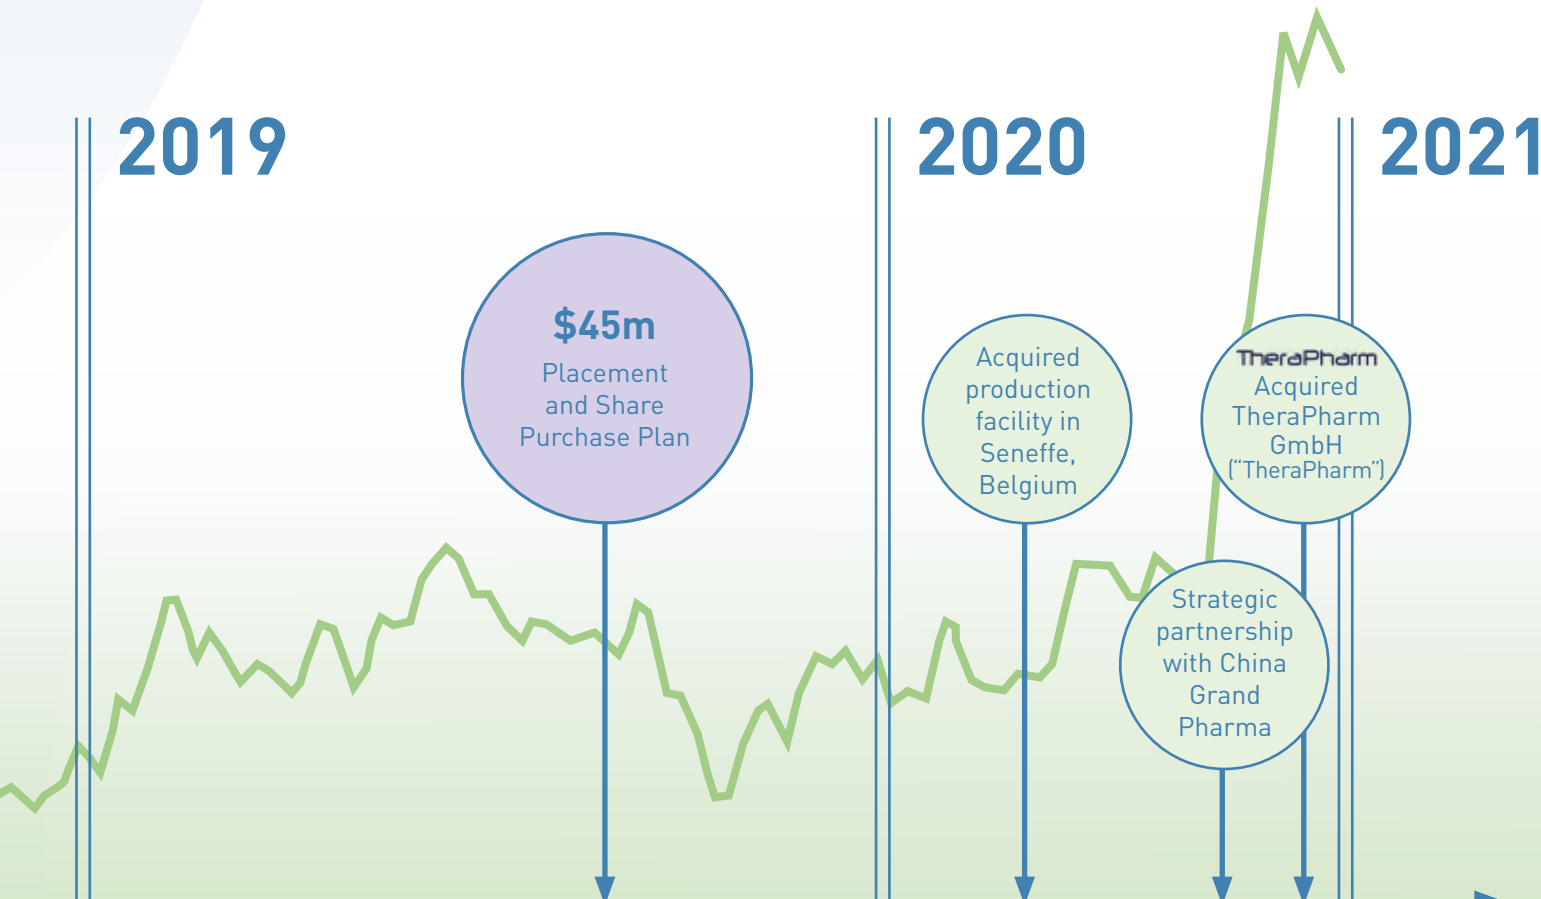 2019
2020
2021
$45m
Placement
and Share
Purchase Plan
Acquired
production
facility in
Seneffe,
Belgium
TheraPharm
Acquired
TheraPharm
GmbH
(“TheraPharm”)
Strategic
partnership
with China
Grand
Pharma